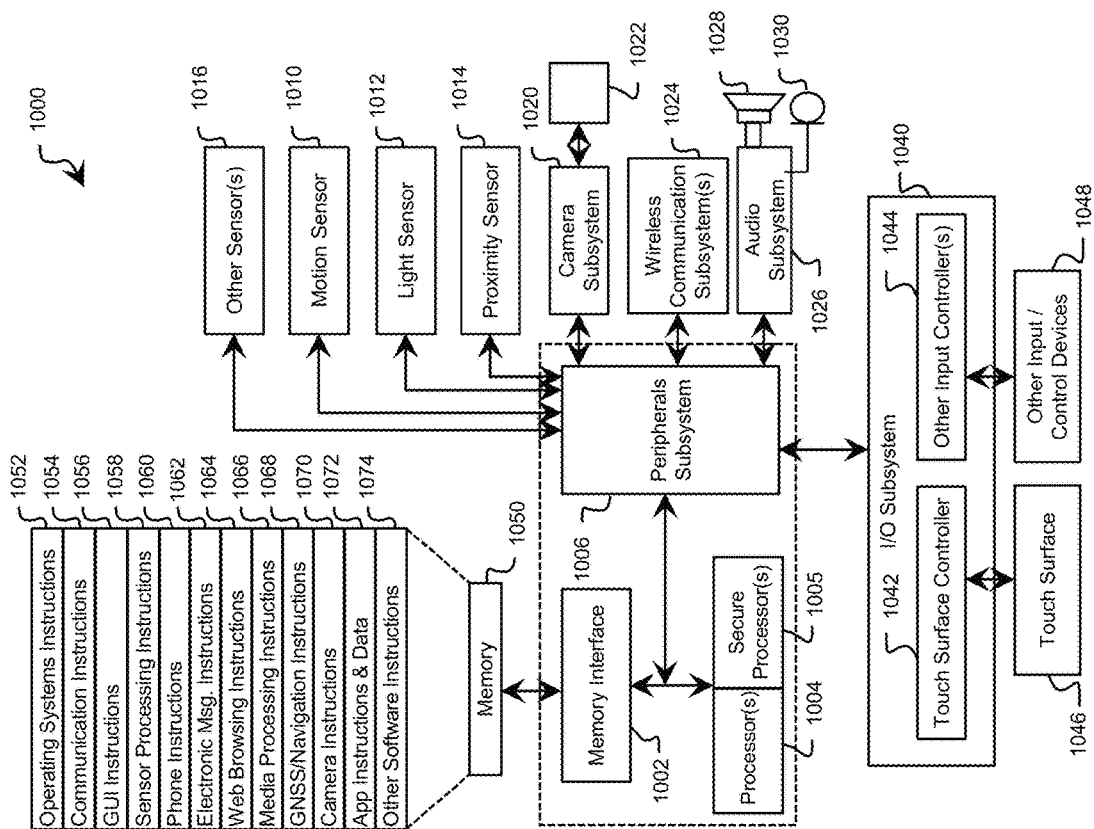 1000
1052
1054
1056
1058
1060
1062
1064
1066
1068
1070
1072
1074
Operating Systems Instructions
Communication Instructions
GUI Instructions
Sensor Processing Instructions
Phone Instructions
Electronic Msg. Instructions
Web Browsing Instructions
Media Processing Instructions
GNSS/Navigation Instructions
Camera Instructions
App Instructions & Data
Other Software Instructions
1050
Memory
1016
Other Sensor(s)
1010
Motion Sensor
1012
Light Sensor
1014
Proximity Sensor
1022
1020
Camera
Subsystem
1024
Wireless
Communication
Subsystem(s)
1028
1030
Audio
Subsystem
1026
Peripherals
Subsystem
1006
Memory Interface
1002
Processor(s)
1004
Secure
Processor(s)
1005
1040
I/O Subsystem
1042
Touch Surface Controller
1044
Other Input Controller(s)
1046
Touch Surface
1048
Other Input /
Control Devices